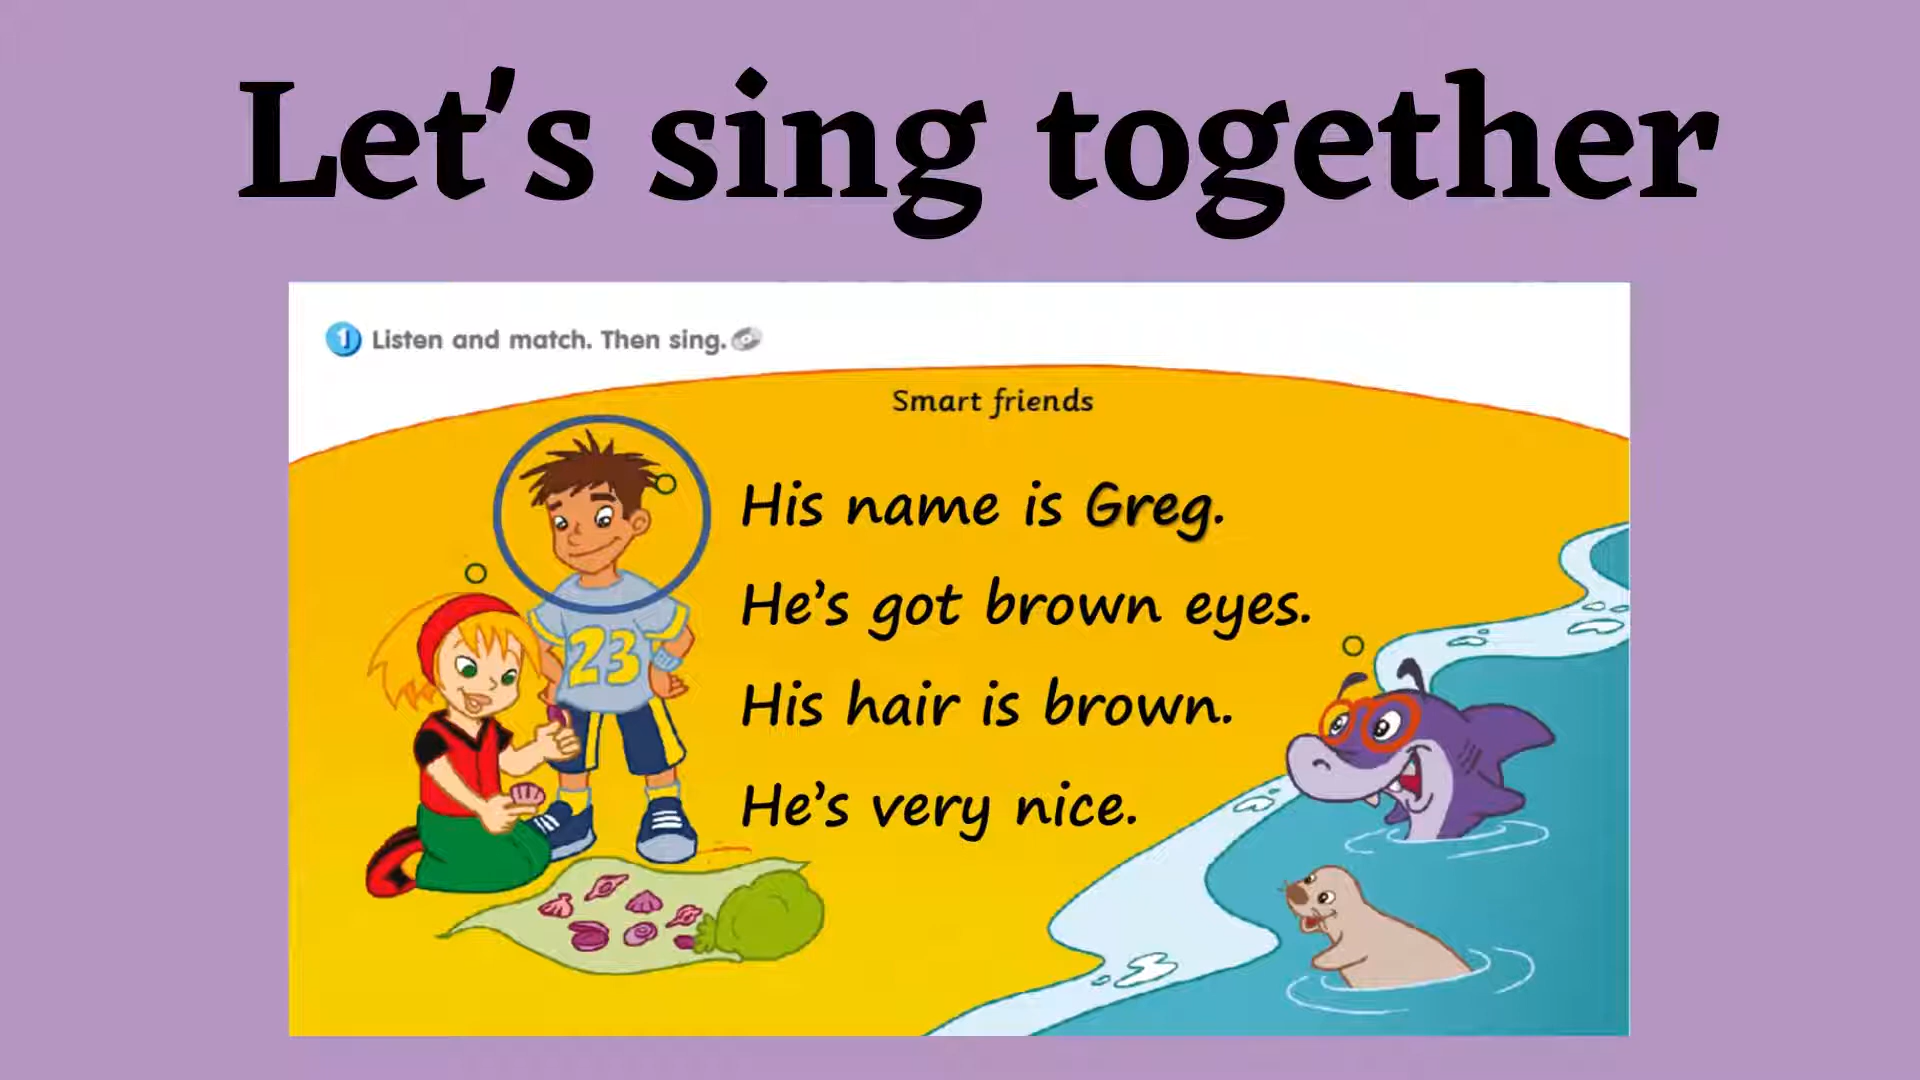 Let's sing together
1 Listen and match. Then sing.
Smart friends
His name is Greg.
He's got brown eyes.
His hair is brown.
He's very nice.
23